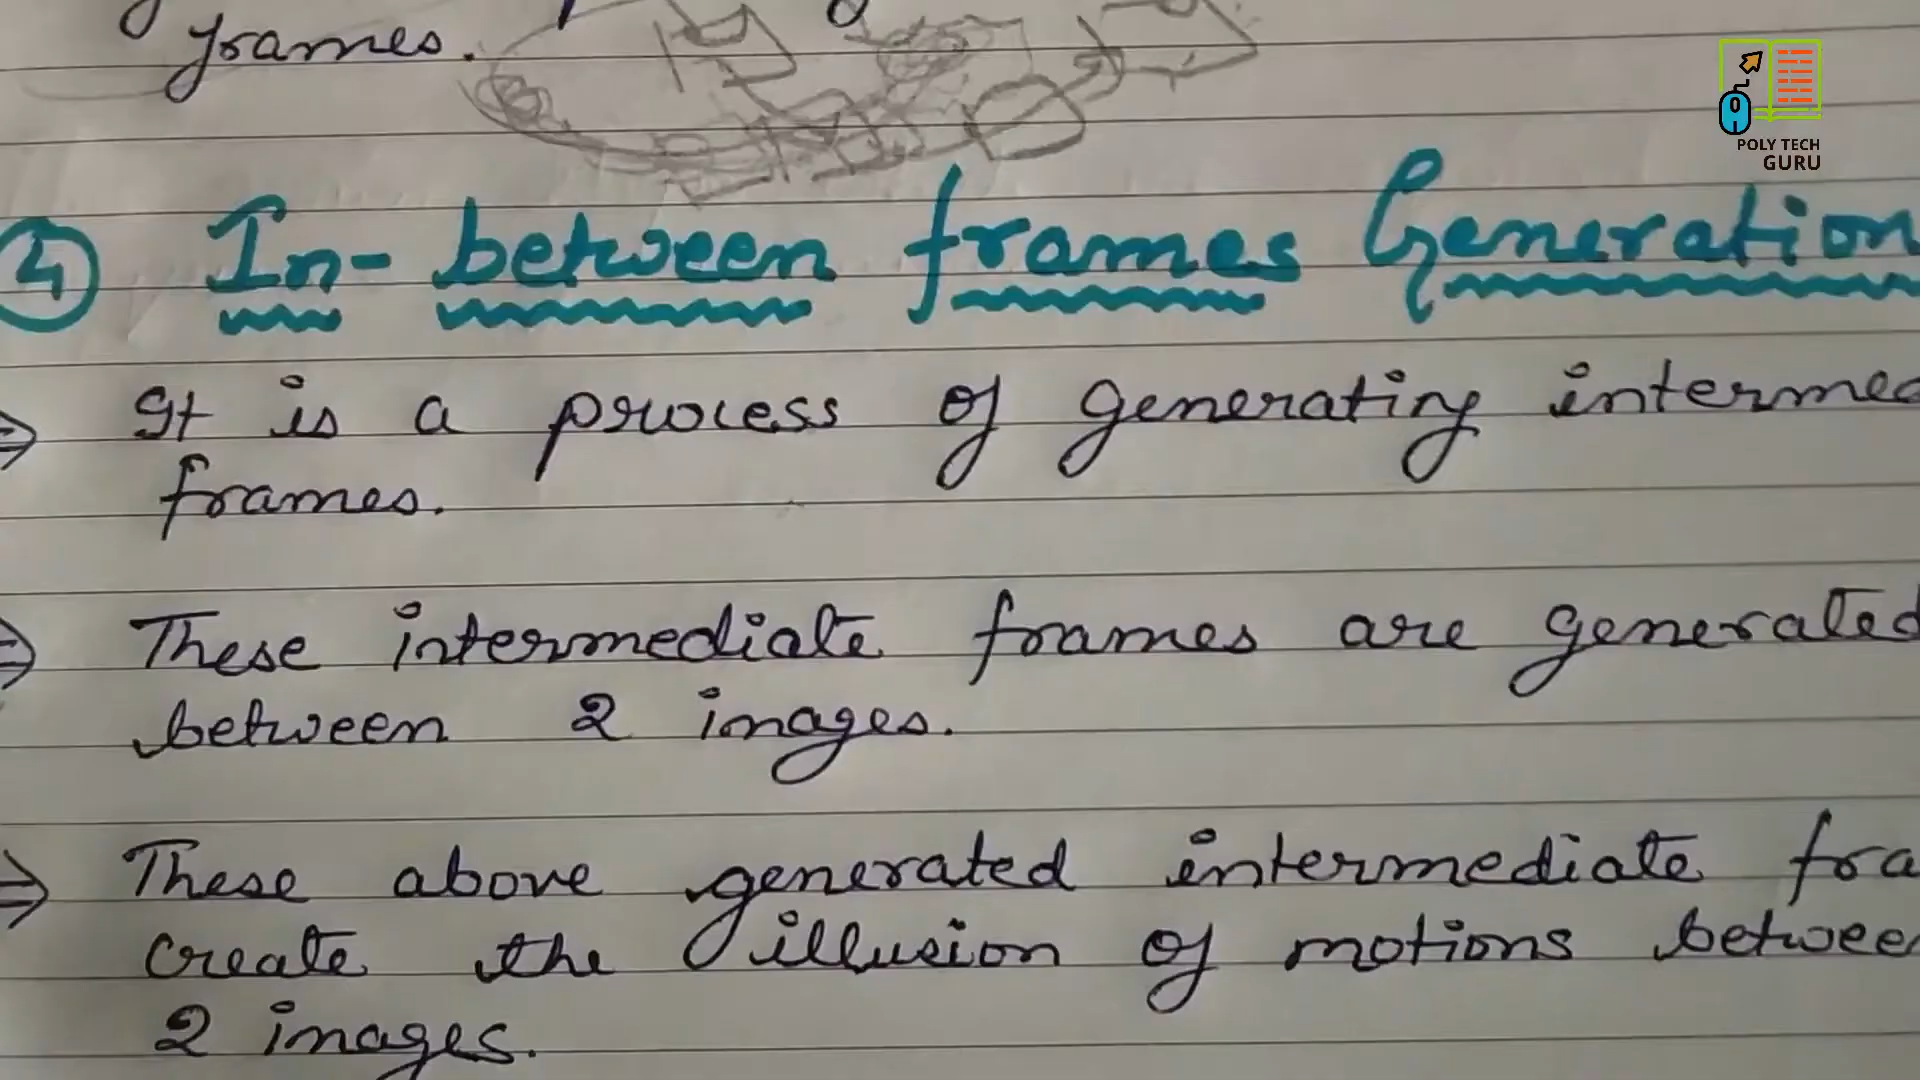 frames.
POLY TECH
GURU
4 In-between frames Generation
⇒ It is a process of generating intermed
frames.
⇒ These intermediate frames are generated
between 2 images.
⇒ These above generated intermediate fra
create the illusion of motions between
2 images.